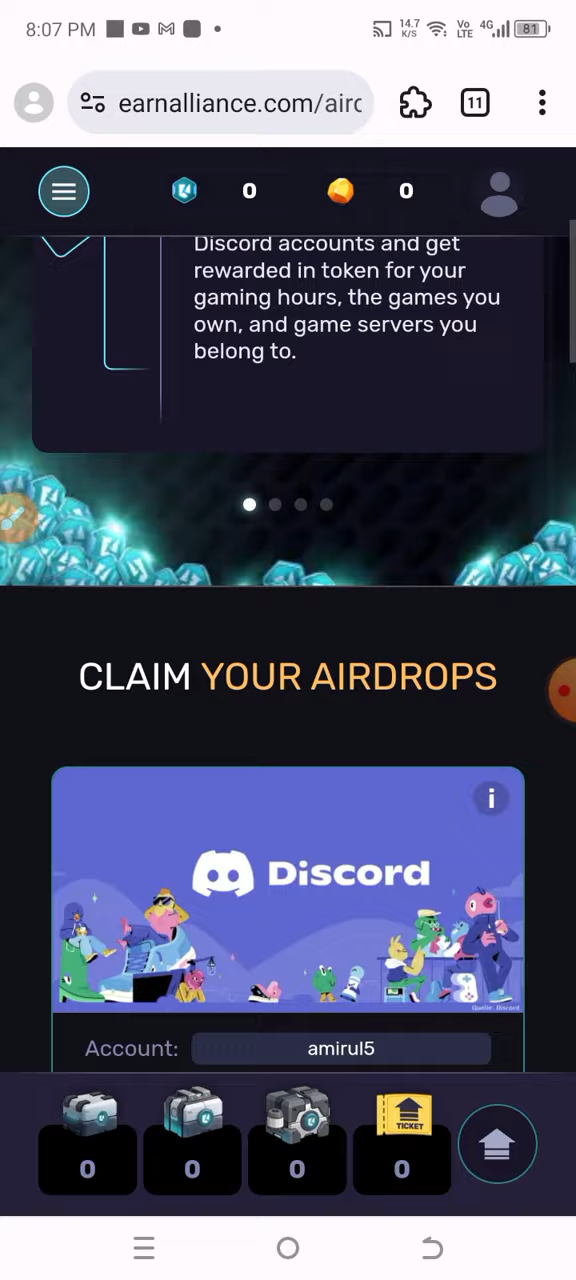 8:07 PM
14.7
K/S
Vo
LTE
4G
81
earnalliance.com/airc
11
0
0
Discord accounts and get
rewarded in token for your
gaming hours, the games you
own, and game servers you
belong to.
CLAIM YOUR AIRDROPS
i
Discord
Quelle: Discord
Account:
amirul5
TICKET
0
0
0
0